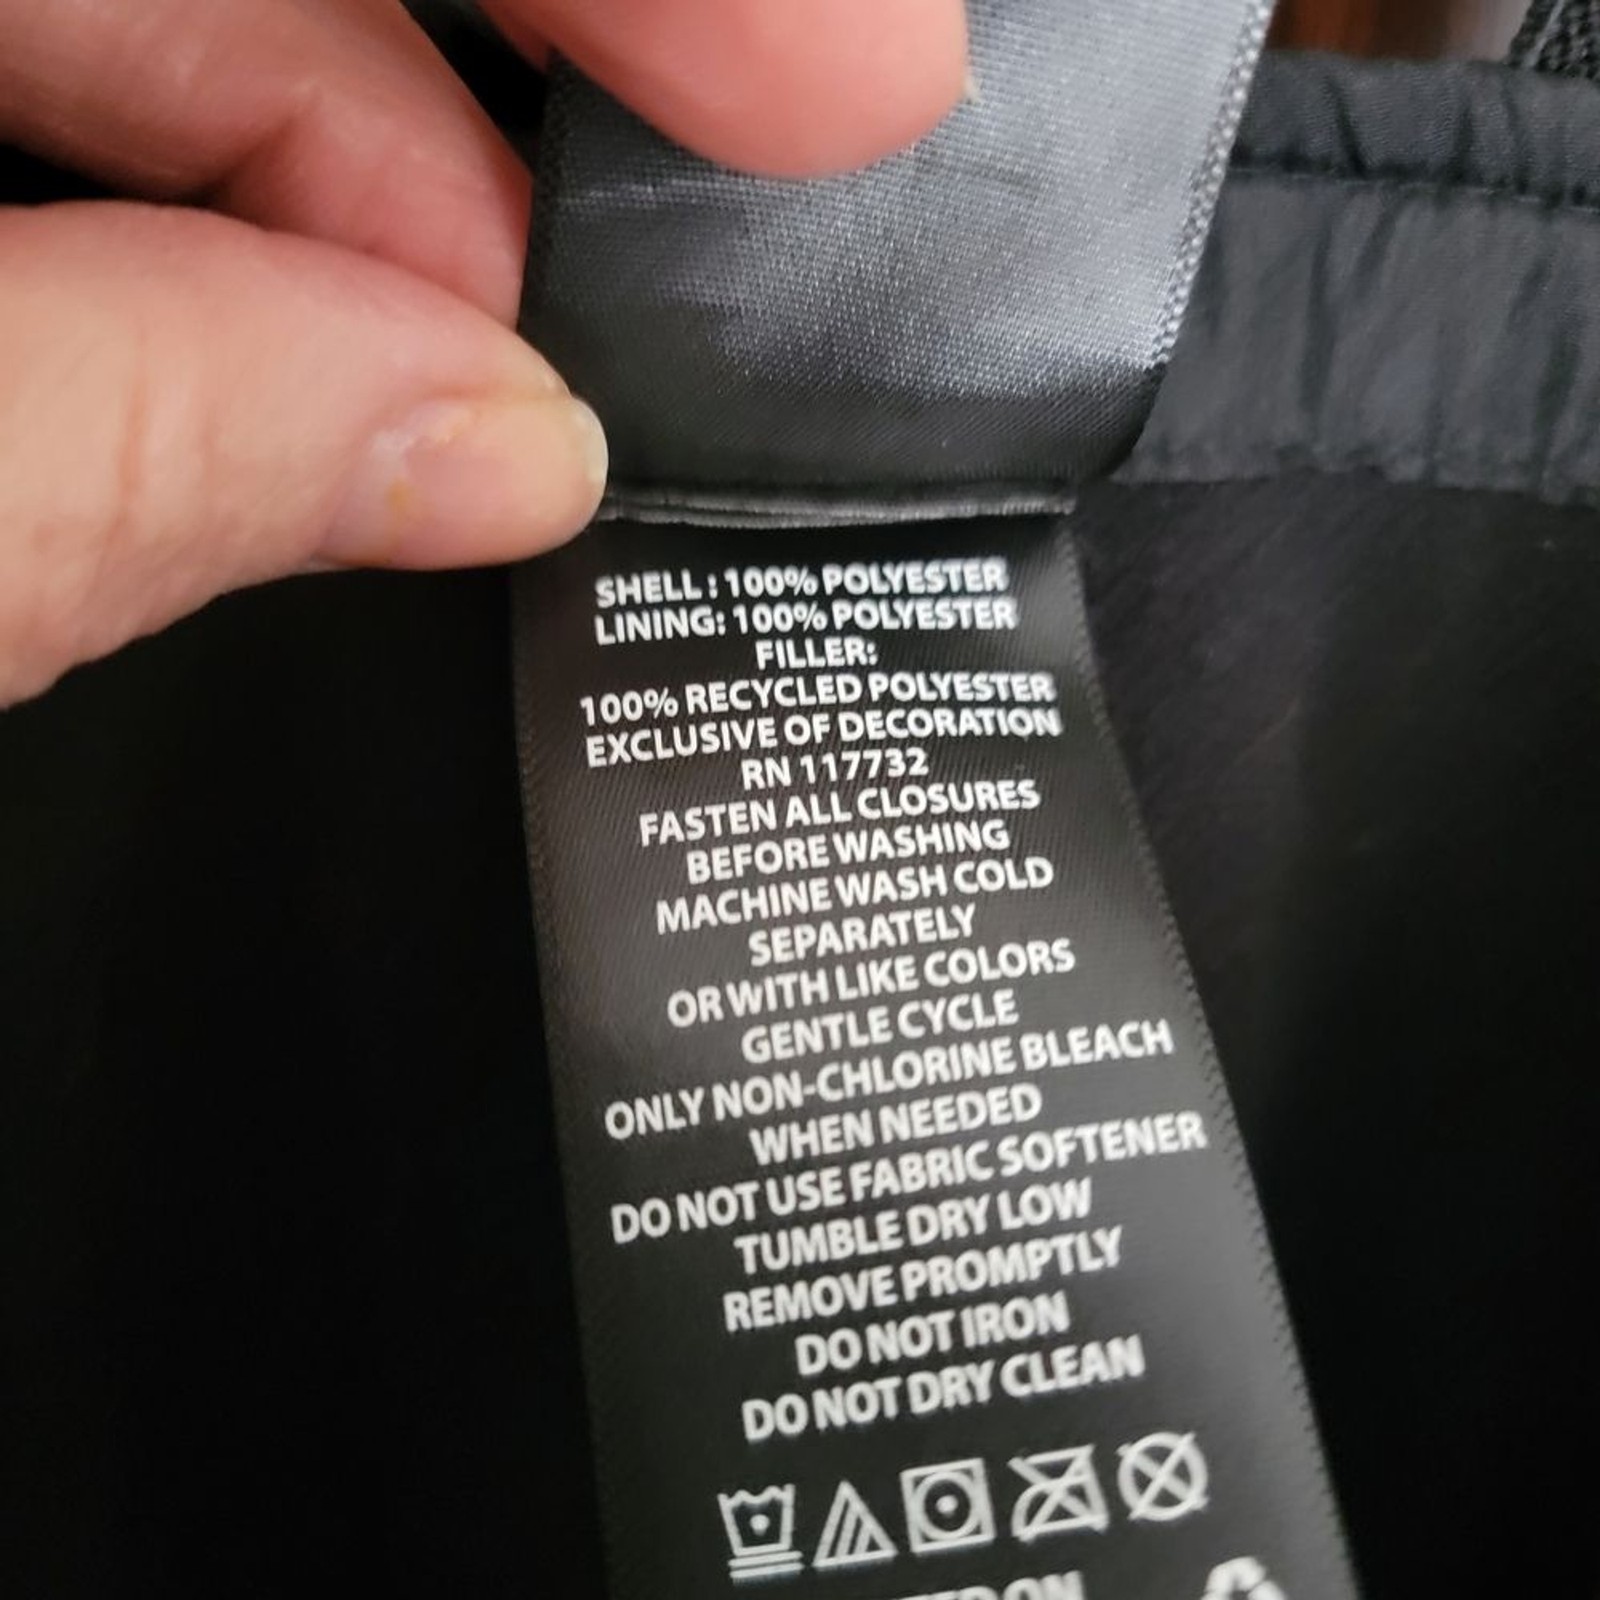 SHELL : 100% POLYESTER
LINING: 100% POLYESTER
FILLER:
100% RECYCLED POLYESTER
EXCLUSIVE OF DECORATION
RN 117732
FASTEN ALL CLOSURES
BEFORE WASHING
MACHINE WASH COLD
SEPARATELY
OR WITH LIKE COLORS
GENTLE CYCLE
ONLY NON-CHLORINE BLEACH
WHEN NEEDED
DO NOT USE FABRIC SOFTENER
TUMBLE DRY LOW
REMOVE PROMPTLY
DO NOT IRON
DO NOT DRY CLEAN
ON